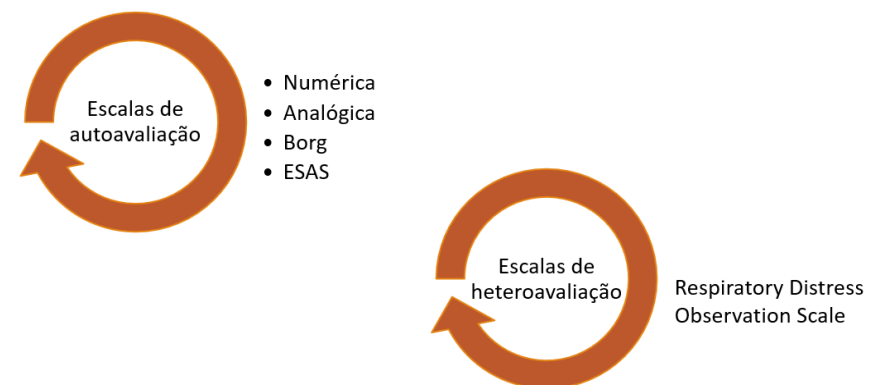 Escalas de
autoavaliação
• Numérica
• Analógica
• Borg
• ESAS
Escalas de
heteroavaliação
Respiratory Distress
Observation Scale